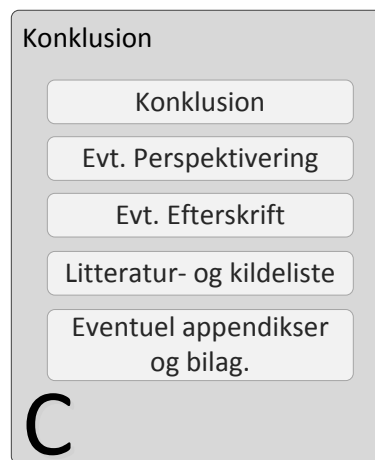 Konklusion
Konklusion
Evt. Perspektivering
Evt. Efterskrift
Litteratur- og kildeliste
Eventuel appendikser
og bilag.
C